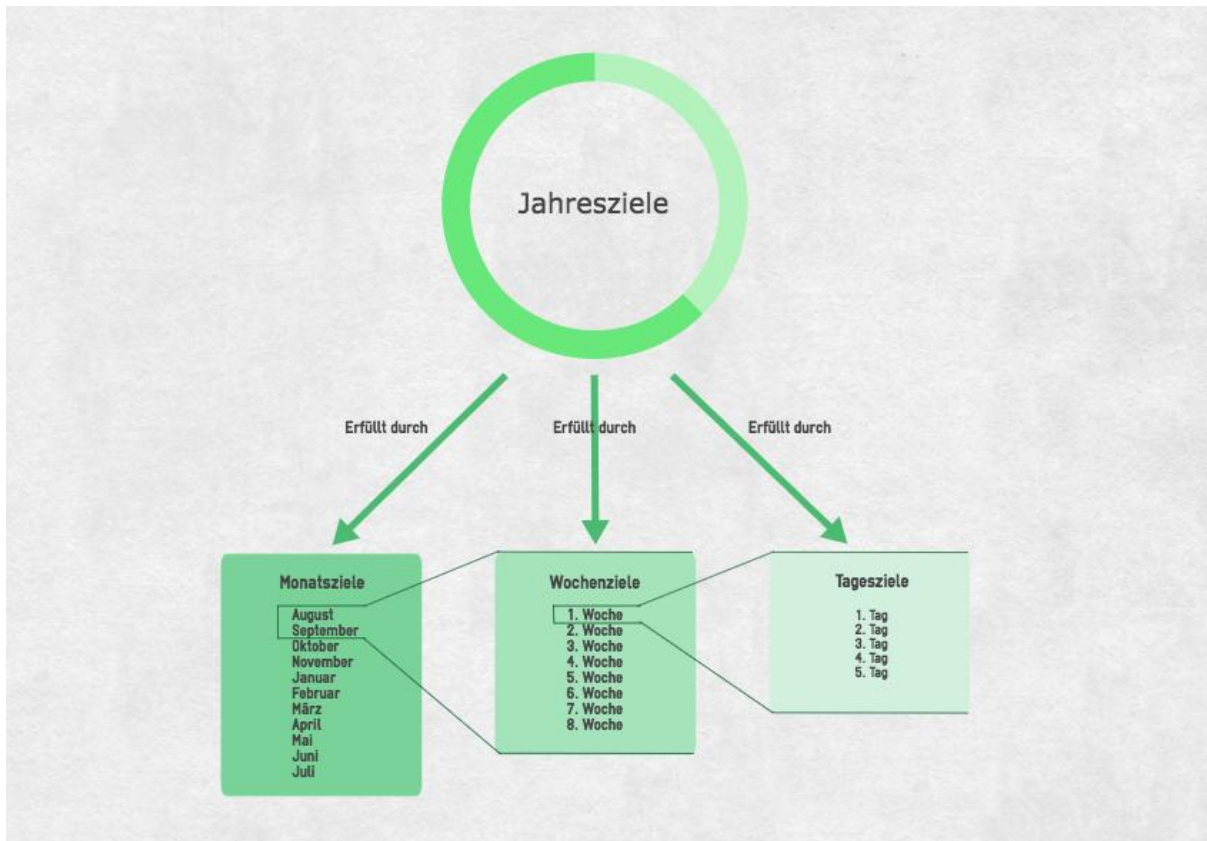 Jahresziele
Erfüllt durch
Erfüllt durch
Erfüllt durch
Monatsziele
August
September
Oktober
November
Januar
Februar
März
April
Mai
Juni
Juli
Wochenziele
1. Woche
2. Woche
3. Woche
4. Woche
5. Woche
6. Woche
7. Woche
8. Woche
Tagesziele
1. Tag
2. Tag
3. Tag
4. Tag
5. Tag